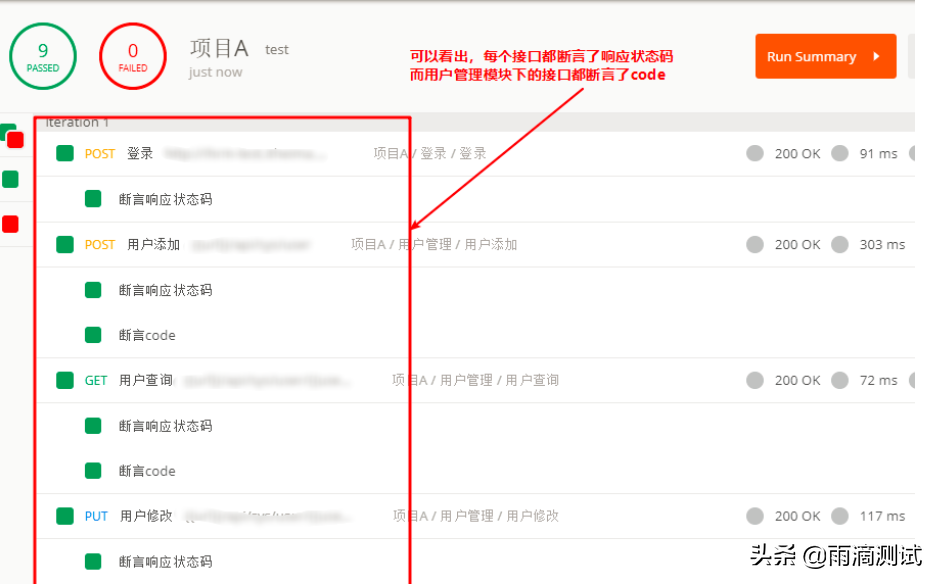 9
PASSED
0
FAILED
项目A test
just now
可以看出，每个接口都断言了响应状态码
而用户管理模块下的接口都断言了code
Run Summary
Iteration 1
POST 登录 项目A / 登录 / 登录 200 OK 91 ms
断言响应状态码
POST 用户添加 项目A / 用户管理 / 用户添加 200 OK 303 ms
断言响应状态码
断言code
GET 用户查询 项目A / 用户管理 / 用户查询 200 OK 72 ms
断言响应状态码
断言code
PUT 用户修改 项目A / 用户管理 / 用户修改 200 OK 117 ms
断言响应状态码
头条 @雨滴测试